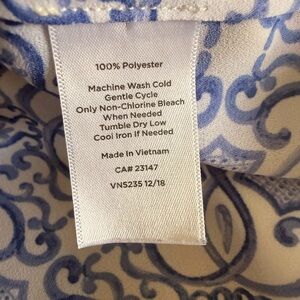 100% Polyester
Machine Wash Cold
Gentle Cycle
Only Non-Chlorine Bleach
When Needed
Tumble Dry Low
Cool Iron If Needed
Made in Vietnam
CA# 23147
VN5235 12/18